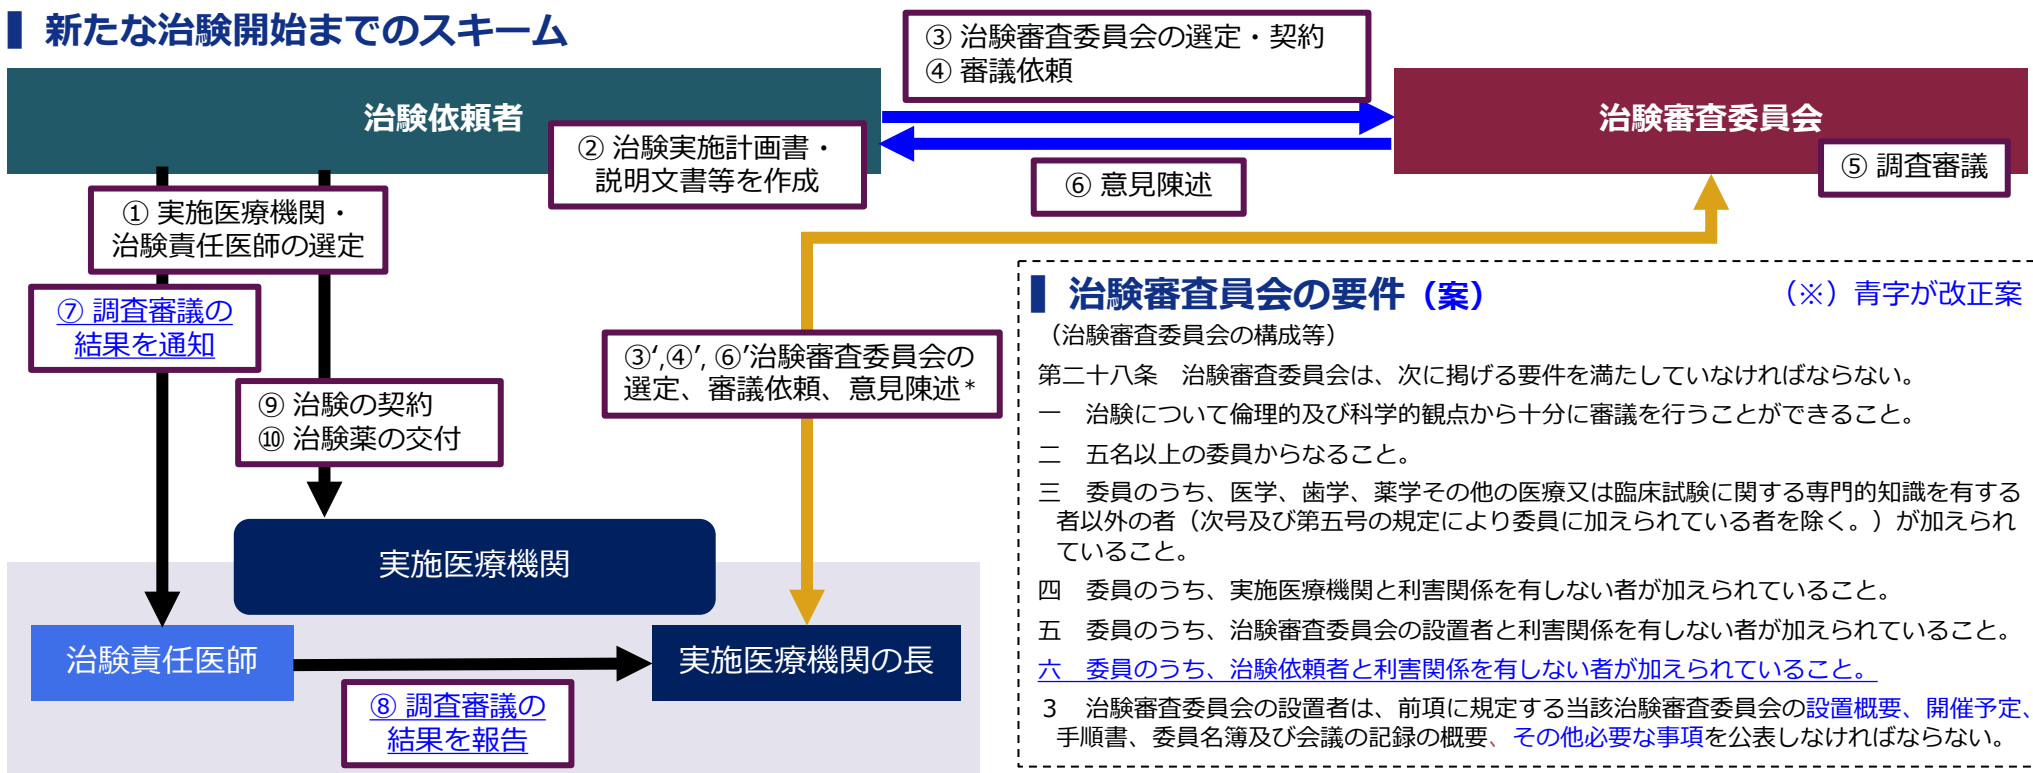 新たな治験開始までのスキーム
③ 治験審査委員会の選定・契約
④ 審議依頼
治験依頼者
治験審査委員会
② 治験実施計画書・
説明文書等を作成
⑤ 調査審議
⑥ 意見陳述
① 実施医療機関・
治験責任医師の選定
⑦ 調査審議の
結果を通知
③‘,④’, ⑥’治験審査委員会の
選定、審議依頼、意見陳述*
⑨ 治験の契約
⑩ 治験薬の交付
実施医療機関
治験責任医師
実施医療機関の長
⑧ 調査審議の
結果を報告
治験審査員会の要件（案）
（※）青字が改正案
（治験審査委員会の構成等）
第二十八条　治験審査委員会は、次に掲げる要件を満たしていなければならない。
一　治験について倫理的及び科学的観点から十分に審議を行うことができること。
二　五名以上の委員からなること。
三　委員のうち、医学、歯学、薬学その他の医療又は臨床試験に関する専門的知識を有する
者以外の者（次号及び第五号の規定により委員に加えられている者を除く。）が加えられ
ていること。
四　委員のうち、実施医療機関と利害関係を有しない者が加えられていること。
五　委員のうち、治験審査委員会の設置者と利害関係を有しない者が加えられていること。
六　委員のうち、治験依頼者と利害関係を有しない者が加えられていること。
3　治験審査委員会の設置者は、前項に規定する当該治験審査委員会の設置概要、開催予定、
手順書、委員名簿及び会議の記録の概要、その他必要な事項を公表しなければならない。